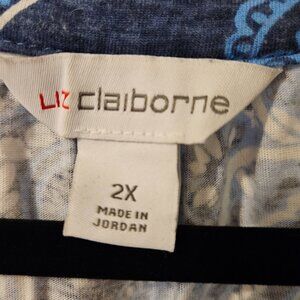 LIZ claiborne
2X
MADE IN
JORDAN